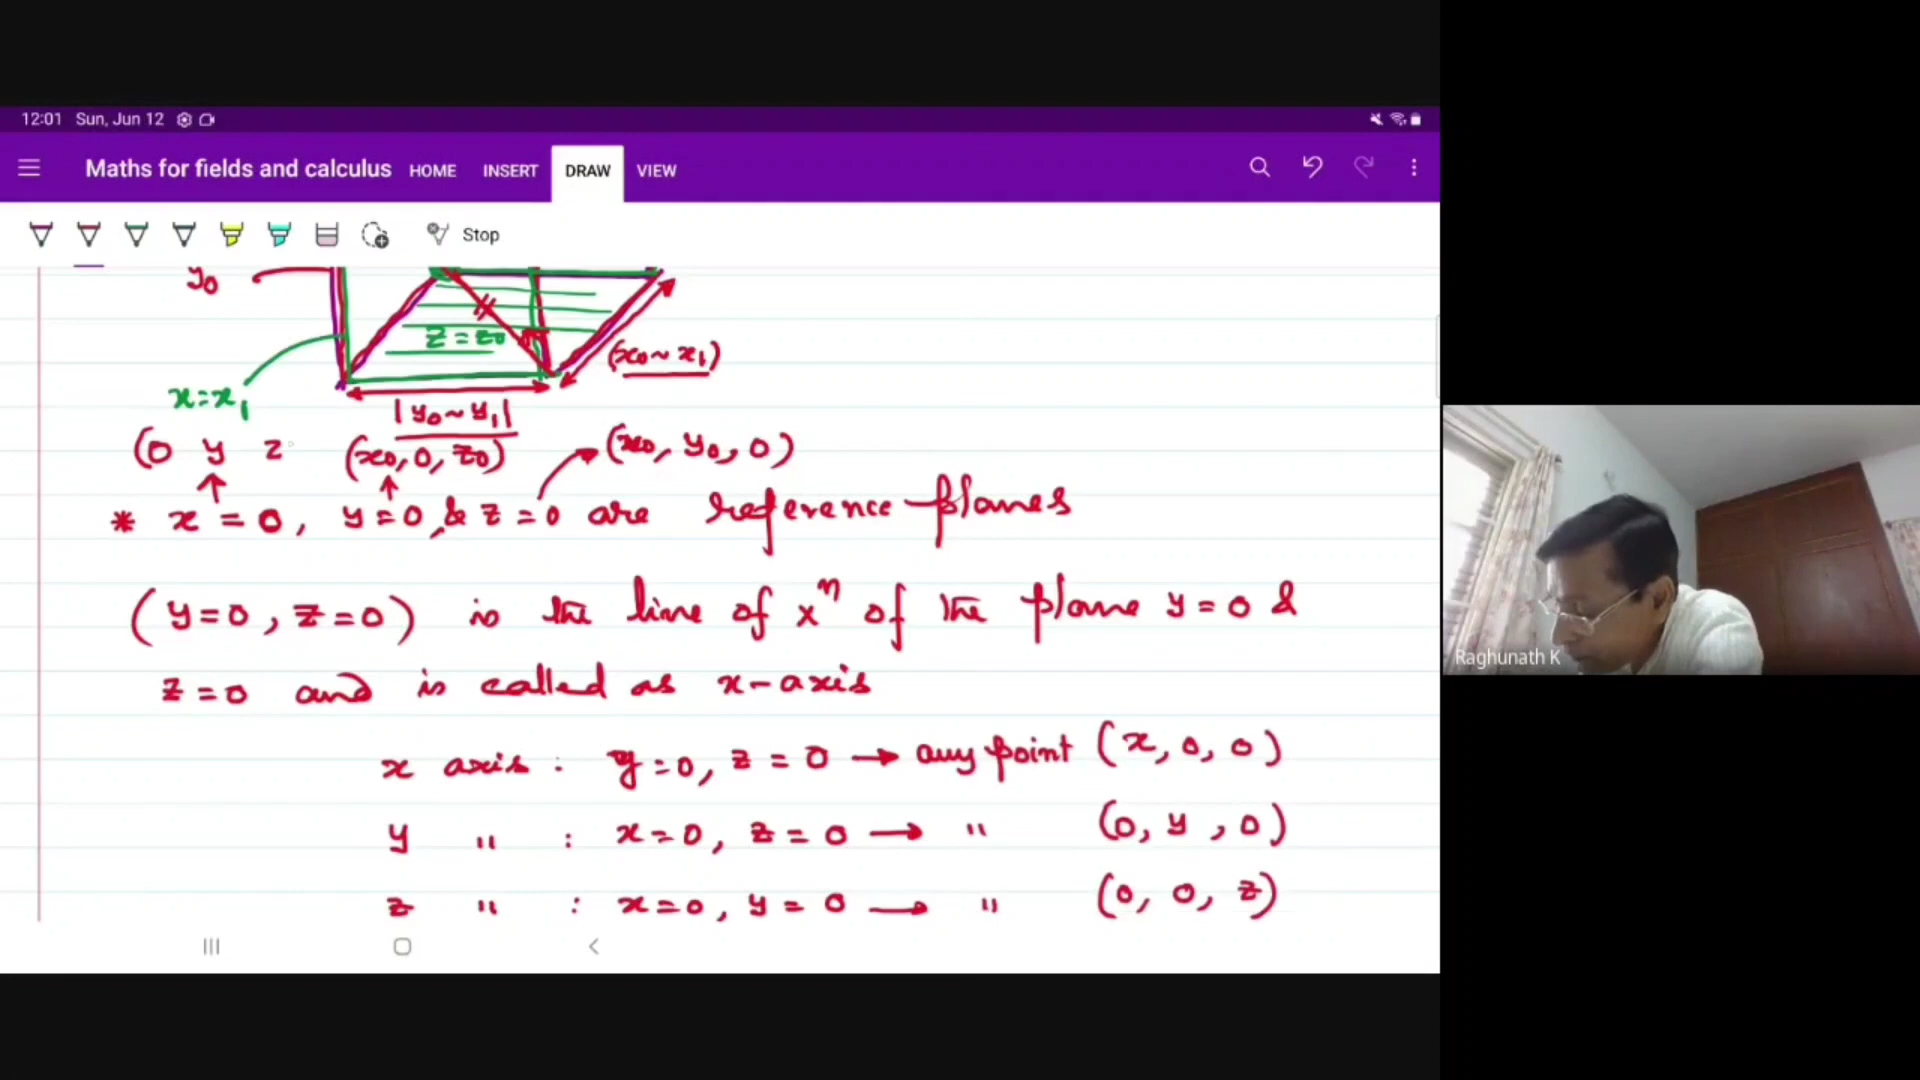 12:01 Sun, Jun 12
Maths for fields and calculus HOME INSERT DRAW VIEW
Stop
y₀
z = z₀
(x₀ ~ x₁)
x = x₁
|y₀ ~ y₁|
(0 y z (x₀, 0, z₀) (x₀, y₀, 0)
* x = 0, y = 0, & z = 0 are reference planes
(y = 0, z = 0) is the line of xⁿ of the plane y = 0 &
z = 0 and is called as x-axis
x axis : y = 0, z = 0 → any point (x, 0, 0)
y " : x = 0, z = 0 → " (0, y, 0)
z " : x = 0, y = 0 → " (0, 0, z)
Raghunath K